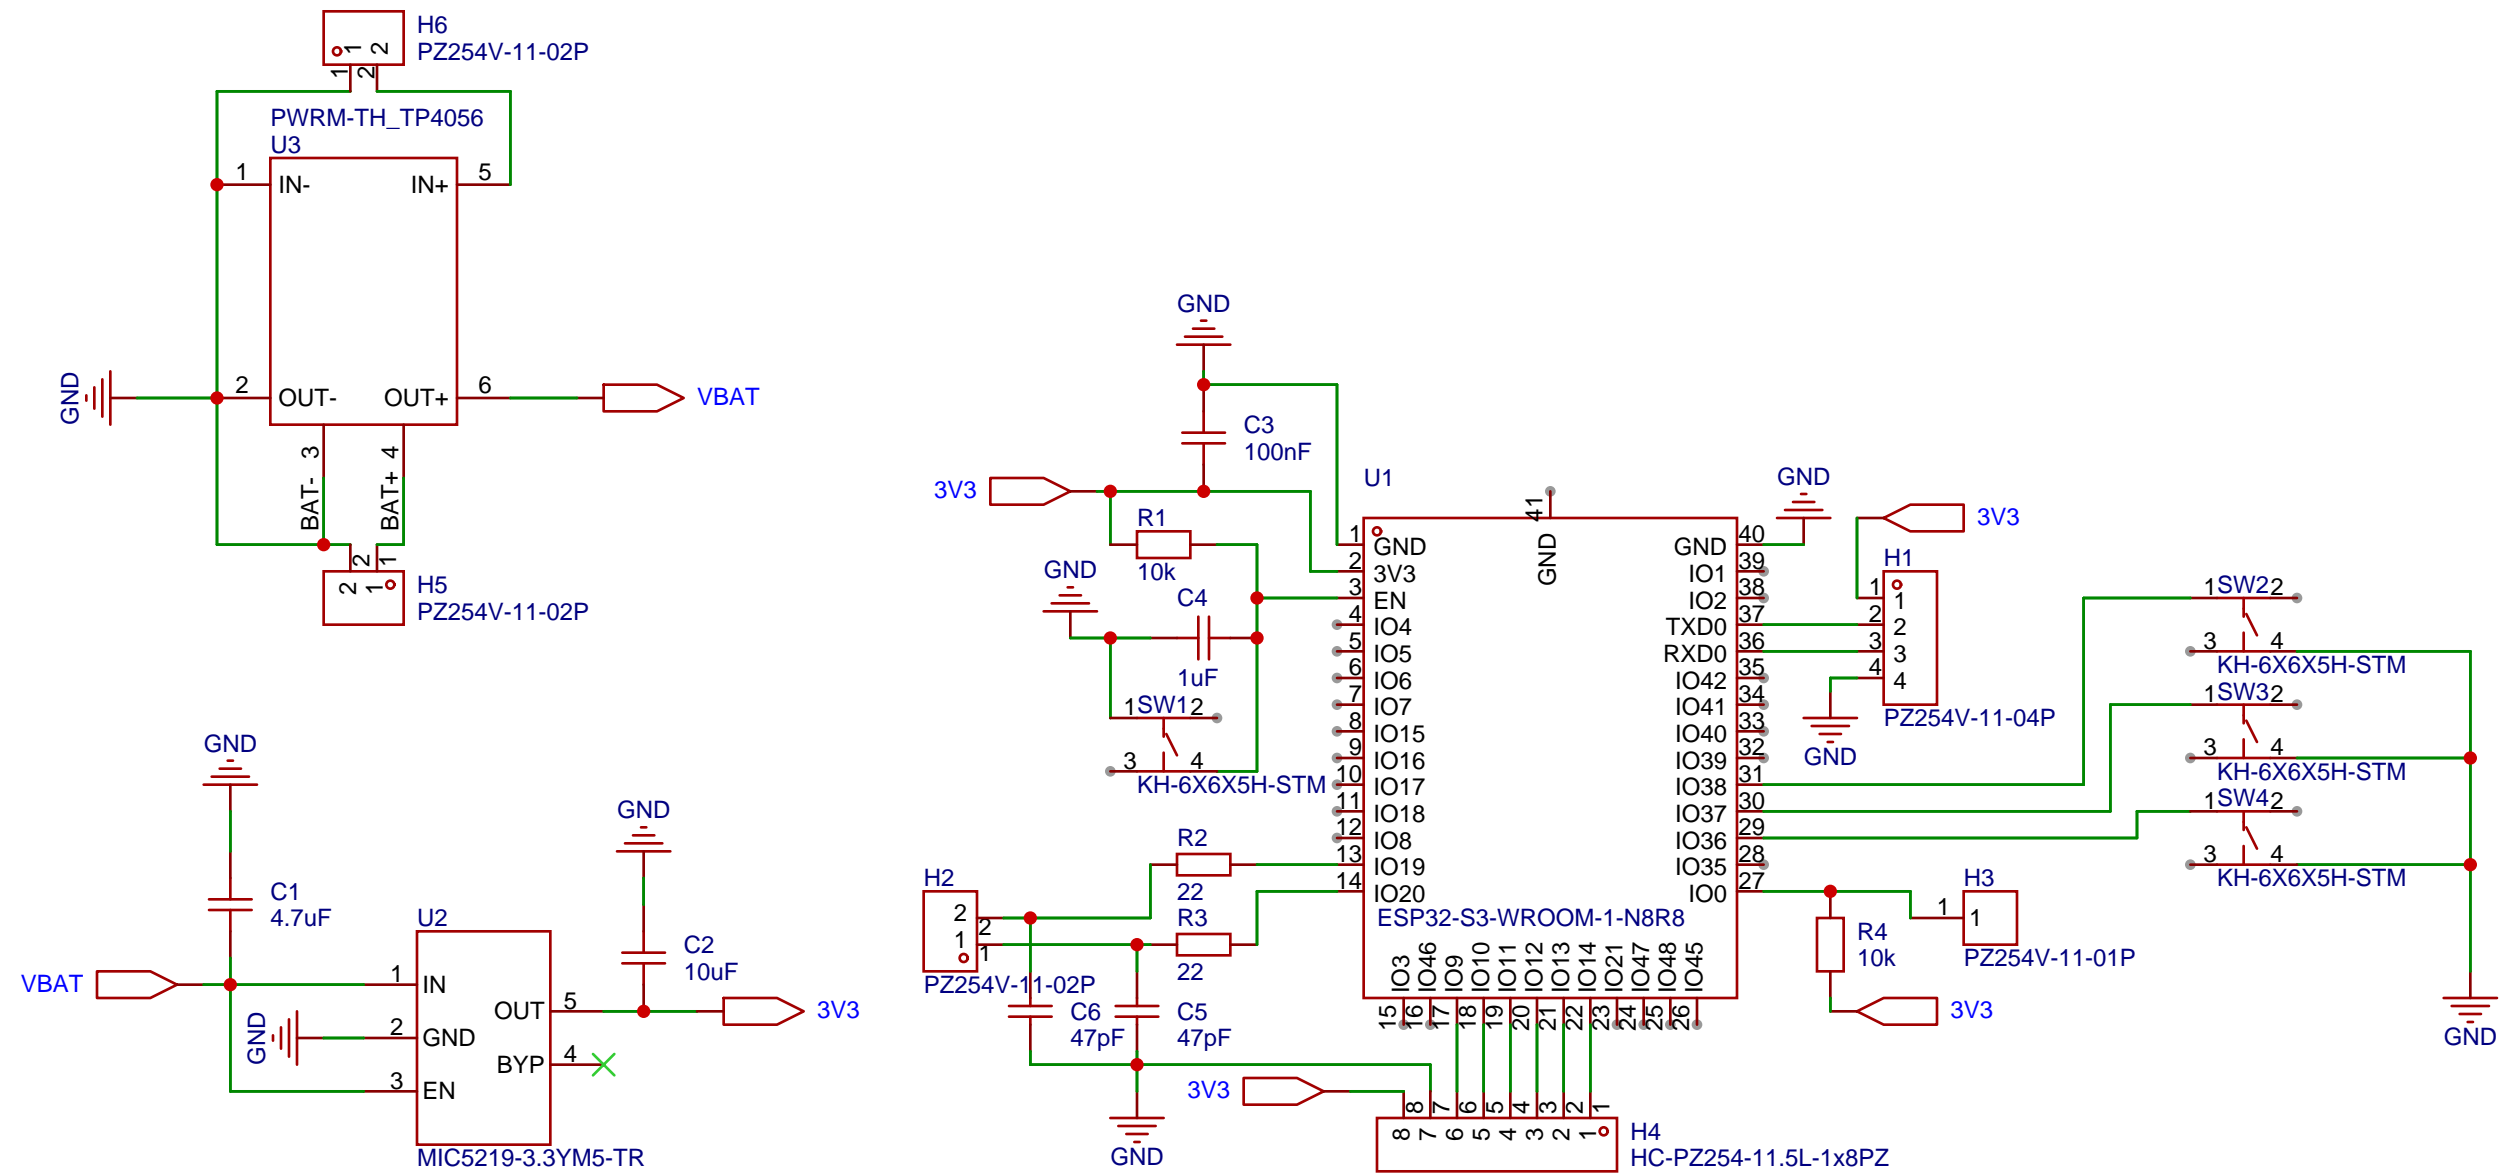 H6
PZ254V-11-02P
1 2
1 2
PWRM-TH_TP4056
U3
1 IN- IN+ 5
GND 2 OUT- OUT+ 6 VBAT
BAT- 3
BAT+ 4
2 1
2 1
H5
PZ254V-11-02P
GND
C1
4.7uF
VBAT
U2
1 IN
GND 2 GND
3 EN
OUT 5
BYP 4
MIC5219-3.3YM5-TR
GND
C2
10uF
3V3
GND
C3
100nF
3V3
R1
10k
GND
C4
1uF
1 SW1 2
3 4
KH-6X6X5H-STM
R2
22
R3
22
H2
2 2
1 1
PZ254V-11-02P
C6
47pF
C5
47pF
GND
3V3
U1
41 GND
1 GND
2 3V3
3 EN
4 IO4
5 IO5
6 IO6
7 IO7
8 IO15
9 IO16
10 IO17
11 IO18
12 IO8
13 IO19
14 IO20
GND 40
IO1 39
IO2 38
TXD0 37
RXD0 36
IO42 35
IO41 34
IO40 33
IO39 32
IO38 31
IO37 30
IO36 29
IO35 28
IO0 27
ESP32-S3-WROOM-1-N8R8
IO3 IO46 IO9 IO10 IO11 IO12 IO13 IO14 IO21 IO47 IO48 IO45
15 16 17 18 19 20 21 22 23 24 25 26
8 7 6 5 4 3 2 1
8 7 6 5 4 3 2 1
H4
HC-PZ254-11.5L-1x8PZ
GND
3V3
H1
1 1
2 2
3 3
4 4
PZ254V-11-04P
GND
1 SW2 2
3 4
KH-6X6X5H-STM
1 SW3 2
3 4
KH-6X6X5H-STM
1 SW4 2
3 4
KH-6X6X5H-STM
H3
1 1
PZ254V-11-01P
R4
10k
3V3
GND